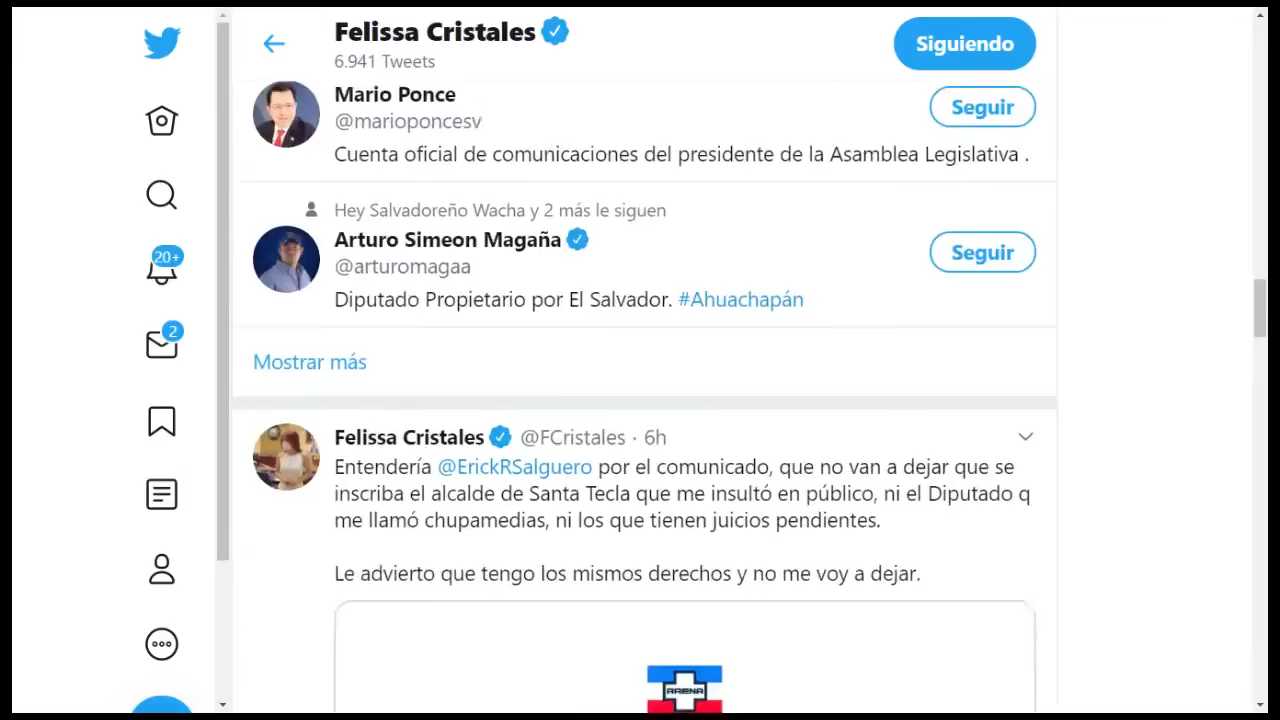 Felissa Cristales
6.941 Tweets
Siguiendo
Mario Ponce
@marioponcesv
Seguir
Cuenta oficial de comunicaciones del presidente de la Asamblea Legislativa .
Hey Salvadoreño Wacha y 2 más le siguen
Arturo Simeon Magaña
@arturomagaa
Seguir
Diputado Propietario por El Salvador. #Ahuachapán
20+
2
Mostrar más
Felissa Cristales @FCristales · 6h
Entendería @ErickRSalguero por el comunicado, que no van a dejar que se
inscriba el alcalde de Santa Tecla que me insultó en público, ni el Diputado q
me llamó chupamedias, ni los que tienen juicios pendientes.
Le advierto que tengo los mismos derechos y no me voy a dejar.
ARENA